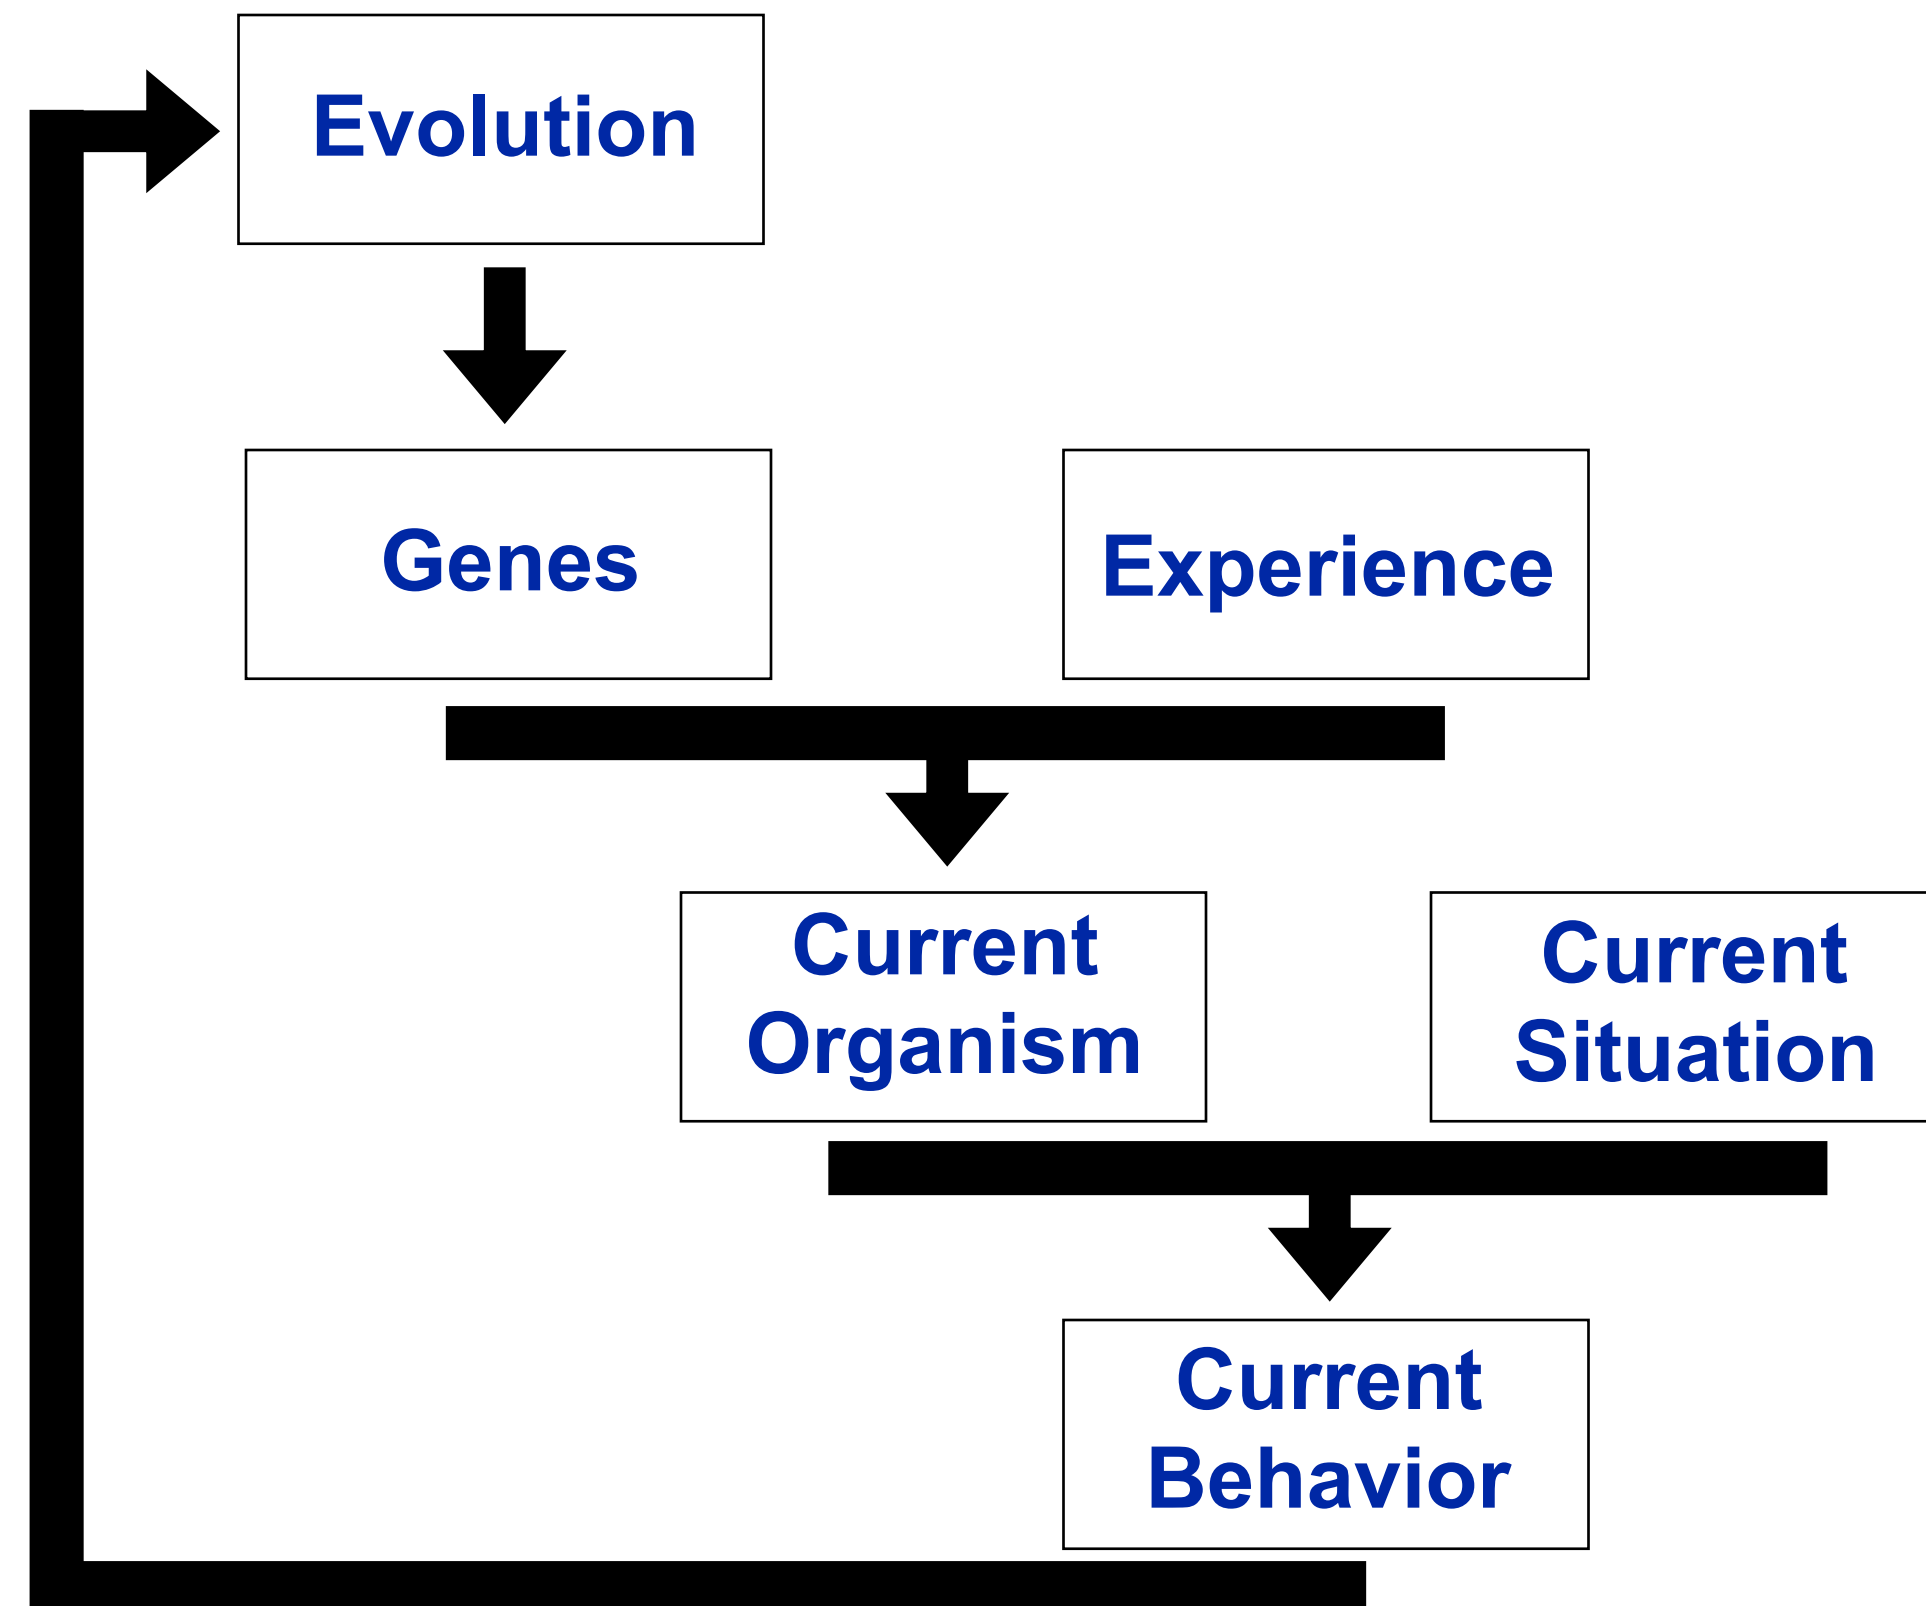 Evolution
Genes
Experience
Current
Organism
Current
Situation
Current
Behavior